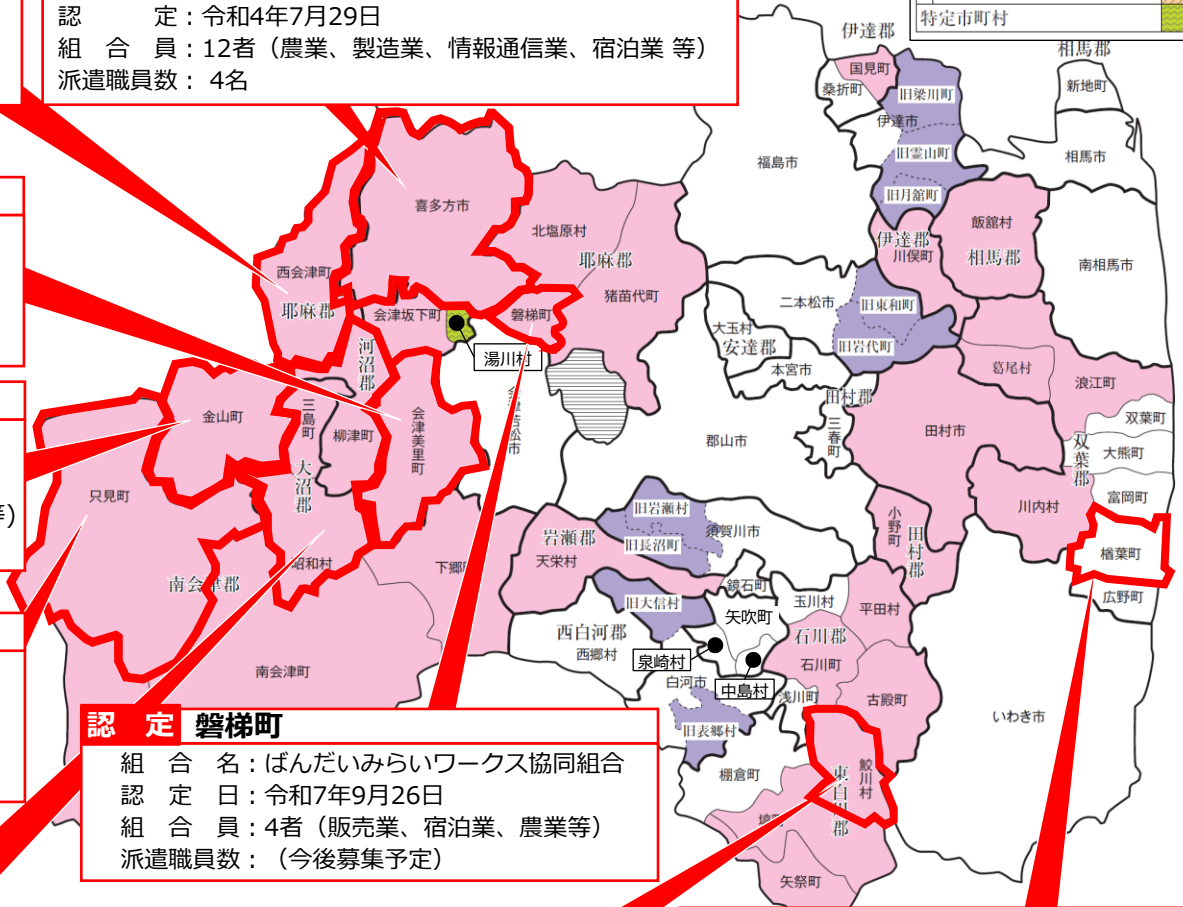 認　　定：令和4年7月29日
組　合　員：12者（農業、製造業、情報通信業、宿泊業 等）
派遣職員数： 4名
特定市町村
伊達郡
相馬郡
国見町
桑折町
旧梁川町
新地町
伊達市
福島市
旧霊山町
相馬市
旧月舘町
喜多方市
飯舘村
北塩原村
伊達郡
川俣町
相馬郡
耶麻郡
南相馬市
西会津町
猪苗代町
二本松市
旧東和町
耶麻郡
会津坂下町
磐梯町
大玉村
安達郡
旧岩代町
湯川村
河沼郡
本宮市
葛尾村
浪江町
会津若松市
田村郡
三島町
金山町
柳津町
会津美里町
郡山市
三春町
田村市
双葉町
双葉郡
大熊町
大沼郡
只見町
富岡町
川内村
等）
旧岩瀬村
須賀川市
小野町
岩瀬郡
旧長沼町
田村郡
楢葉町
天栄村
昭和村
下郷
南会津郡
鏡石町
広野町
旧大信村
玉川村
平田村
矢吹町
西白河郡
石川郡
西郷村
泉崎村
石川町
南会津町
白河市
中島村
浅川町
古殿町
いわき市
旧表郷村
認　定 磐梯町
組　合　名：ばんだいみらいワークス協同組合
認　定　日：令和7年9月26日
組　合　員：4者（販売業、宿泊業、農業等）
派遣職員数：（今後募集予定）
棚倉町
鮫川村
東白川郡
塙
矢祭町